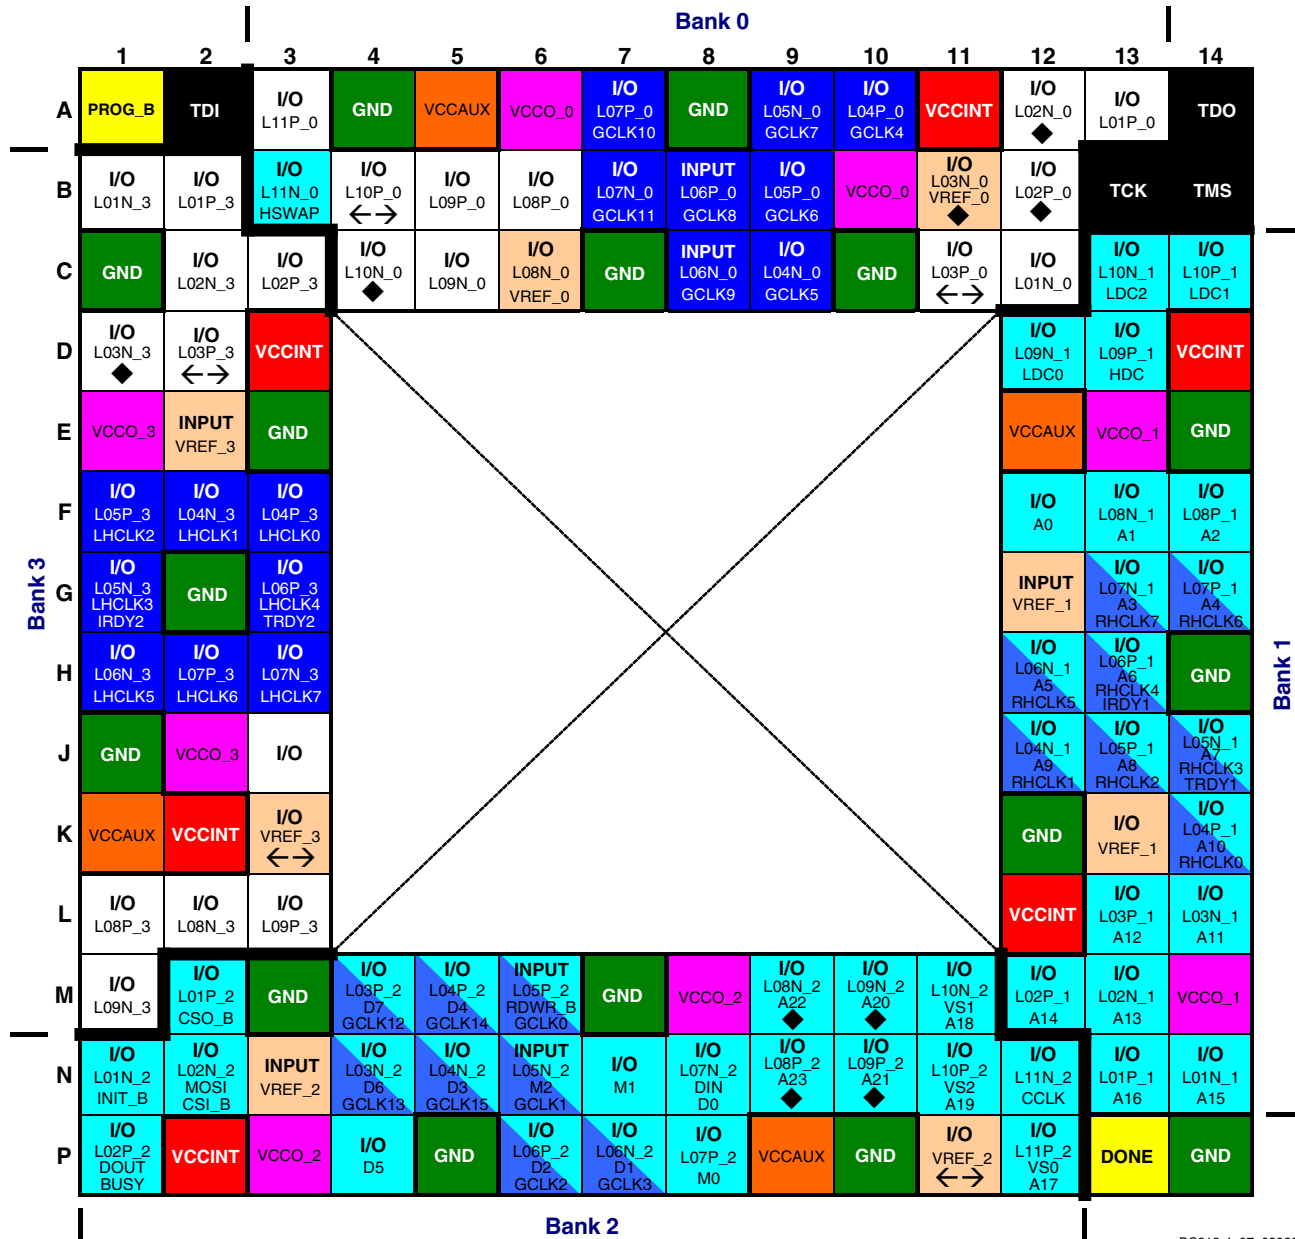 Bank 0
1 2 3 4 5 6 7 8 9 10 11 12 13 14
A
PROG_B
TDI
I/O
L11P_0
GND
VCCAUX
VCCO_0
I/O
L07P_0
GCLK10
GND
I/O
L05N_0
GCLK7
I/O
L04P_0
GCLK4
VCCINT
I/O
L02N_0
◆
I/O
L01P_0
TDO
B
I/O
L01N_3
I/O
L01P_3
I/O
L11N_0
HSWAP
I/O
L10P_0
←→
I/O
L09P_0
I/O
L08P_0
I/O
L07N_0
GCLK11
INPUT
L06P_0
GCLK8
I/O
L05P_0
GCLK6
VCCO_0
I/O
L03N_0
VREF_0
◆
I/O
L02P_0
◆
TCK
TMS
C
GND
I/O
L02N_3
I/O
L02P_3
I/O
L10N_0
◆
I/O
L09N_0
I/O
L08N_0
VREF_0
GND
INPUT
L06N_0
GCLK9
I/O
L04N_0
GCLK5
GND
I/O
L03P_0
←→
I/O
L01N_0
I/O
L10N_1
LDC2
I/O
L10P_1
LDC1
D
I/O
L03N_3
◆
I/O
L03P_3
←→
VCCINT
I/O
L09N_1
LDC0
I/O
L09P_1
HDC
VCCINT
E
VCCO_3
INPUT
VREF_3
GND
VCCAUX
VCCO_1
GND
F
I/O
L05P_3
LHCLK2
I/O
L04N_3
LHCLK1
I/O
L04P_3
LHCLK0
I/O
A0
I/O
L08N_1
A1
I/O
L08P_1
A2
Bank 3
G
I/O
L05N_3
LHCLK3
IRDY2
GND
I/O
L06P_3
LHCLK4
TRDY2
INPUT
VREF_1
I/O
L07N_1
A3
RHCLK7
I/O
L07P_1
A4
RHCLK6
H
I/O
L06N_3
LHCLK5
I/O
L07P_3
LHCLK6
I/O
L07N_3
LHCLK7
I/O
L06N_1
A5
RHCLK5
I/O
L06P_1
A6
RHCLK4
IRDY1
GND
Bank 1
J
GND
VCCO_3
I/O
I/O
L04N_1
A9
RHCLK1
I/O
L05P_1
A8
RHCLK2
I/O
L05N_1
A7
RHCLK3
TRDY1
K
VCCAUX
VCCINT
I/O
VREF_3
←→
GND
I/O
VREF_1
I/O
L04P_1
A10
RHCLK0
L
I/O
L08P_3
I/O
L08N_3
I/O
L09P_3
VCCINT
I/O
L03P_1
A12
I/O
L03N_1
A11
M
I/O
L09N_3
I/O
L01P_2
CSO_B
GND
I/O
L03P_2
D7
GCLK12
I/O
L04P_2
D4
GCLK14
INPUT
L05P_2
RDWR_B
GCLK0
GND
VCCO_2
I/O
L08N_2
A22
◆
I/O
L09N_2
A20
◆
I/O
L10N_2
VS1
A18
I/O
L02P_1
A14
I/O
L02N_1
A13
VCCO_1
N
I/O
L01N_2
INIT_B
I/O
L02N_2
MOSI
CSI_B
INPUT
VREF_2
I/O
L03N_2
D6
GCLK13
I/O
L04N_2
D3
GCLK15
INPUT
L05N_2
M2
GCLK1
I/O
M1
I/O
L07N_2
DIN
D0
I/O
L08P_2
A23
◆
I/O
L09P_2
A21
◆
I/O
L10P_2
VS2
A19
I/O
L11N_2
CCLK
I/O
L01P_1
A16
I/O
L01N_1
A15
P
I/O
L02P_2
DOUT
BUSY
VCCINT
VCCO_2
I/O
D5
GND
I/O
L06P_2
D2
GCLK2
I/O
L06N_2
D1
GCLK3
I/O
L07P_2
M0
VCCAUX
GND
I/O
VREF_2
←→
I/O
L11P_2
VS0
A17
DONE
GND
Bank 2